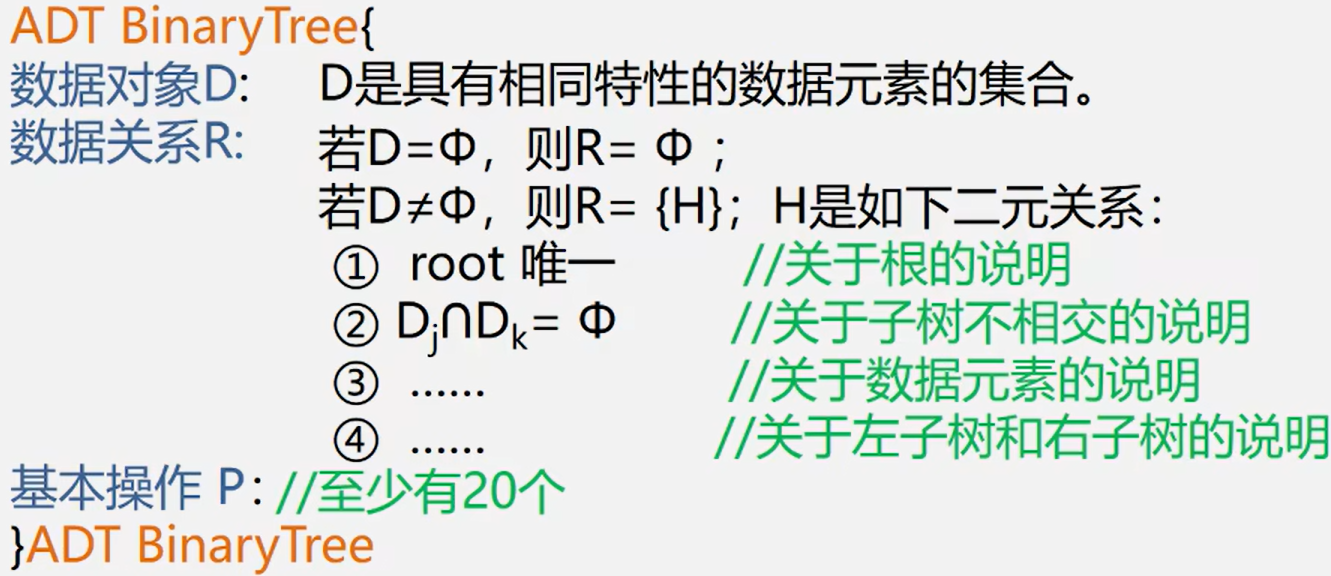 ADT BinaryTree{
数据对象D: D是具有相同特性的数据元素的集合。
数据关系R: 若D=Φ，则R= Φ ；
若D≠Φ，则R= {H}；H是如下二元关系：
① root 唯一 //关于根的说明
② Dj∩Dk= Φ //关于子树不相交的说明
③ …… //关于数据元素的说明
④ …… //关于左子树和右子树的说明
基本操作 P：//至少有20个
}ADT BinaryTree